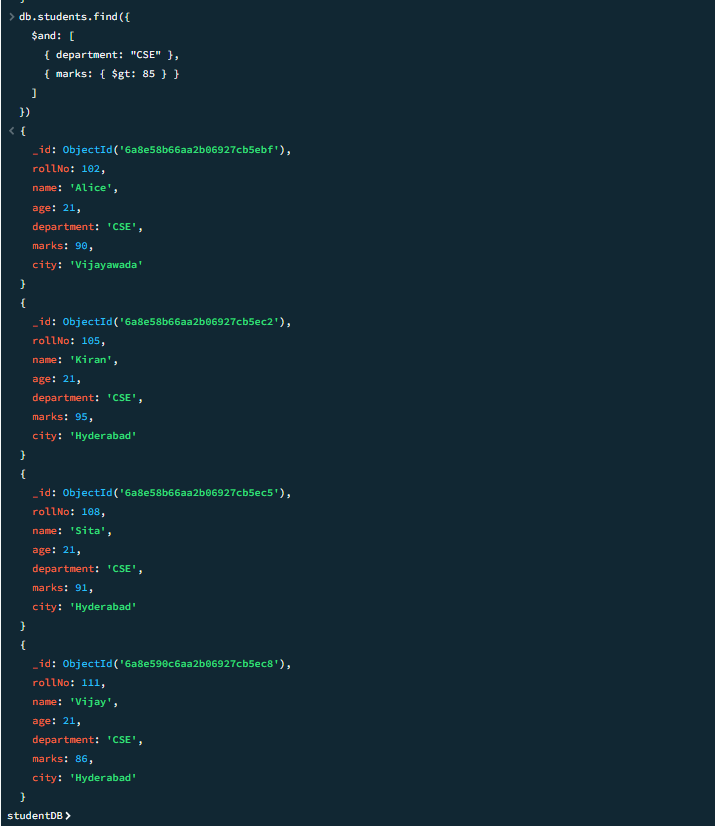 > db.students.find({
$and: [
{ department: "CSE" },
{ marks: { $gt: 85 } }
]
})
< {
_id: ObjectId('6a8e58b66aa2b06927cb5ebf'),
rollNo: 102,
name: 'Alice',
age: 21,
department: 'CSE',
marks: 90,
city: 'Vijayawada'
}
{
_id: ObjectId('6a8e58b66aa2b06927cb5ec2'),
rollNo: 105,
name: 'Kiran',
age: 21,
department: 'CSE',
marks: 95,
city: 'Hyderabad'
}
{
_id: ObjectId('6a8e58b66aa2b06927cb5ec5'),
rollNo: 108,
name: 'Sita',
age: 21,
department: 'CSE',
marks: 91,
city: 'Hyderabad'
}
{
_id: ObjectId('6a8e590c6aa2b06927cb5ec8'),
rollNo: 111,
name: 'Vijay',
age: 21,
department: 'CSE',
marks: 86,
city: 'Hyderabad'
}
studentDB>